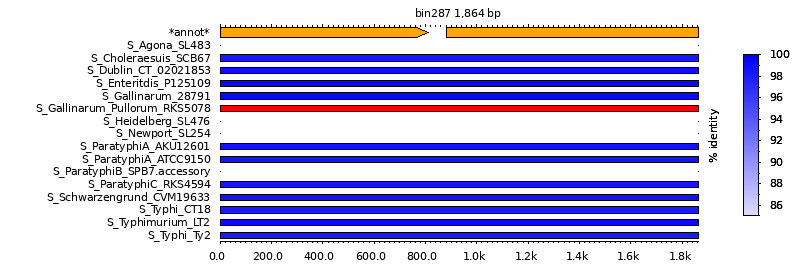 bin287 1,864 bp
*annot*
S_Agona_SL483
S_Choleraesuis_SCB67
S_Dublin_CT_02021853
S_Enteritdis_P125109
S_Gallinarum_28791
S_Gallinarum_Pullorum_RKS5078
S_Heidelberg_SL476
S_Newport_SL254
S_ParatyphiA_AKU12601
S_ParatyphiA_ATCC9150
S_ParatyphiB_SPB7.accessory
S_ParatyphiC_RKS4594
S_Schwarzengrund_CVM19633
S_Typhi_CT18
S_Typhimurium_LT2
S_Typhi_Ty2
0.0 200.0 400.0 600.0 800.0 1.0k 1.2k 1.4k 1.6k 1.8k
% identity
100
98
96
94
92
90
88
86